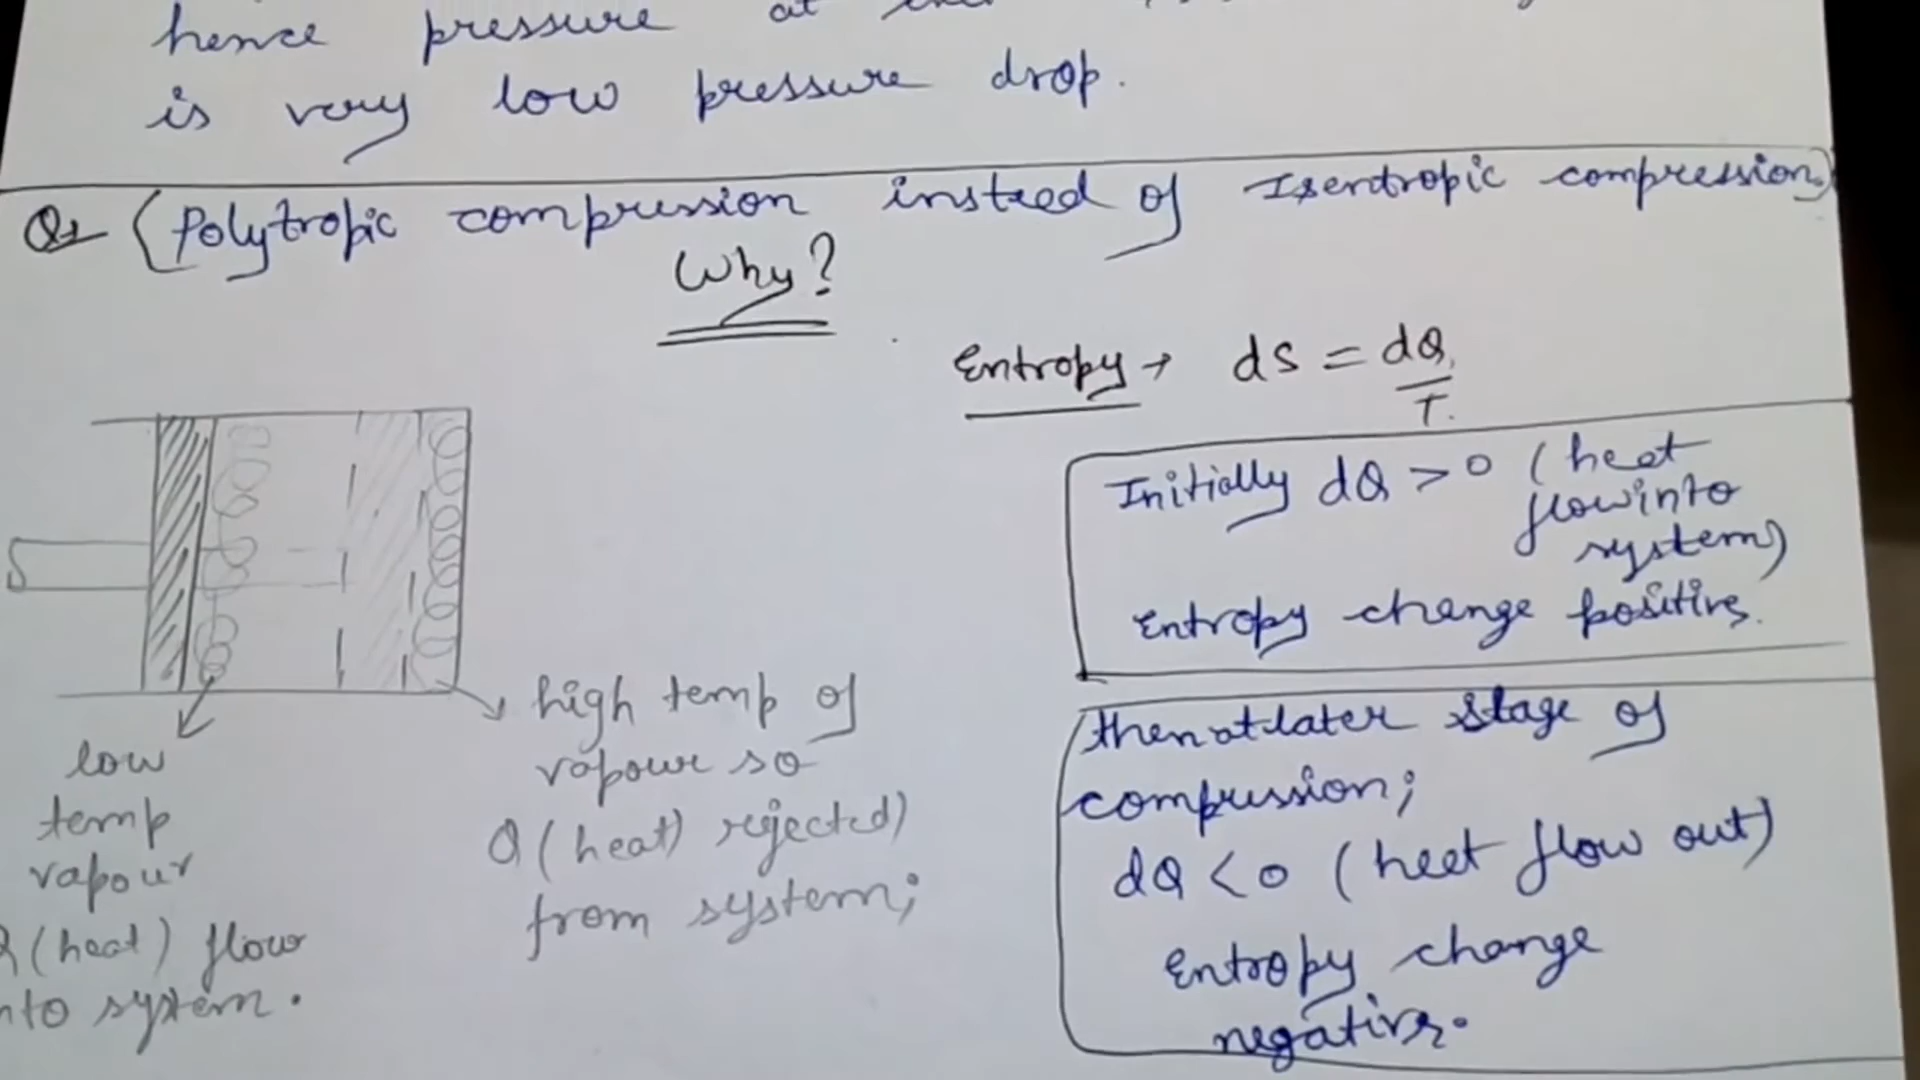 hence pressure at
is very low pressure drop.
Q1 (Polytropic compression instead of Isentropic compression)
Why?
Entropy → dS = dQ/T.
Initially dQ > 0 (heat
flow into
system)
Entropy change positive.
then at later stage of
compression;
dQ < 0 (heat flow out)
Entropy change
negative.
high temp of
vapour so
Q (heat) rejected)
from system;
low
temp
vapour
(heat) flow
system.